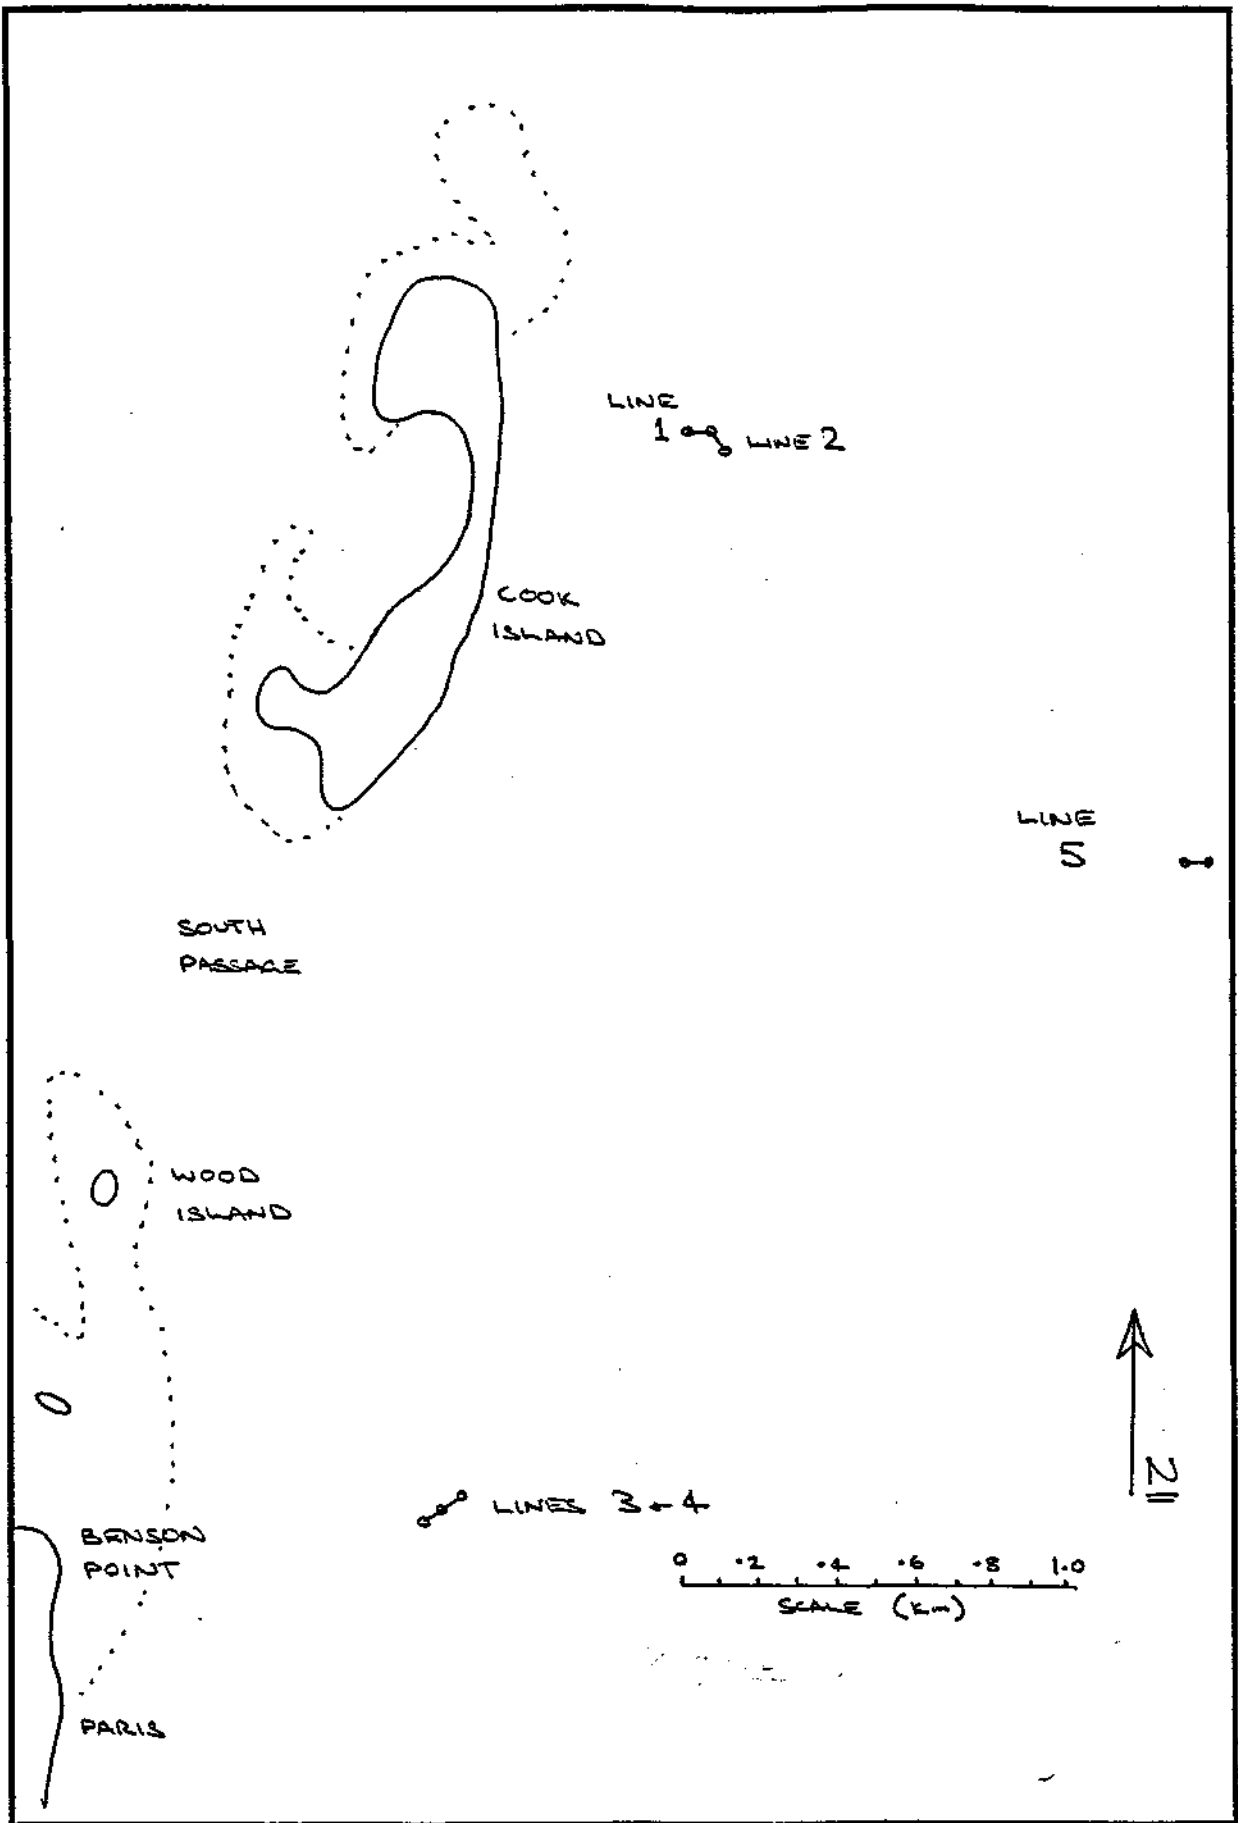 LINE
1
LINE 2
COOK
ISLAND
LINE
5
SOUTH
PASSAGE
WOOD
ISLAND
LINES 3+4
N
BENSON
POINT
0 .2 .4 .6 .8 1.0
SCALE (Km)
PARIS